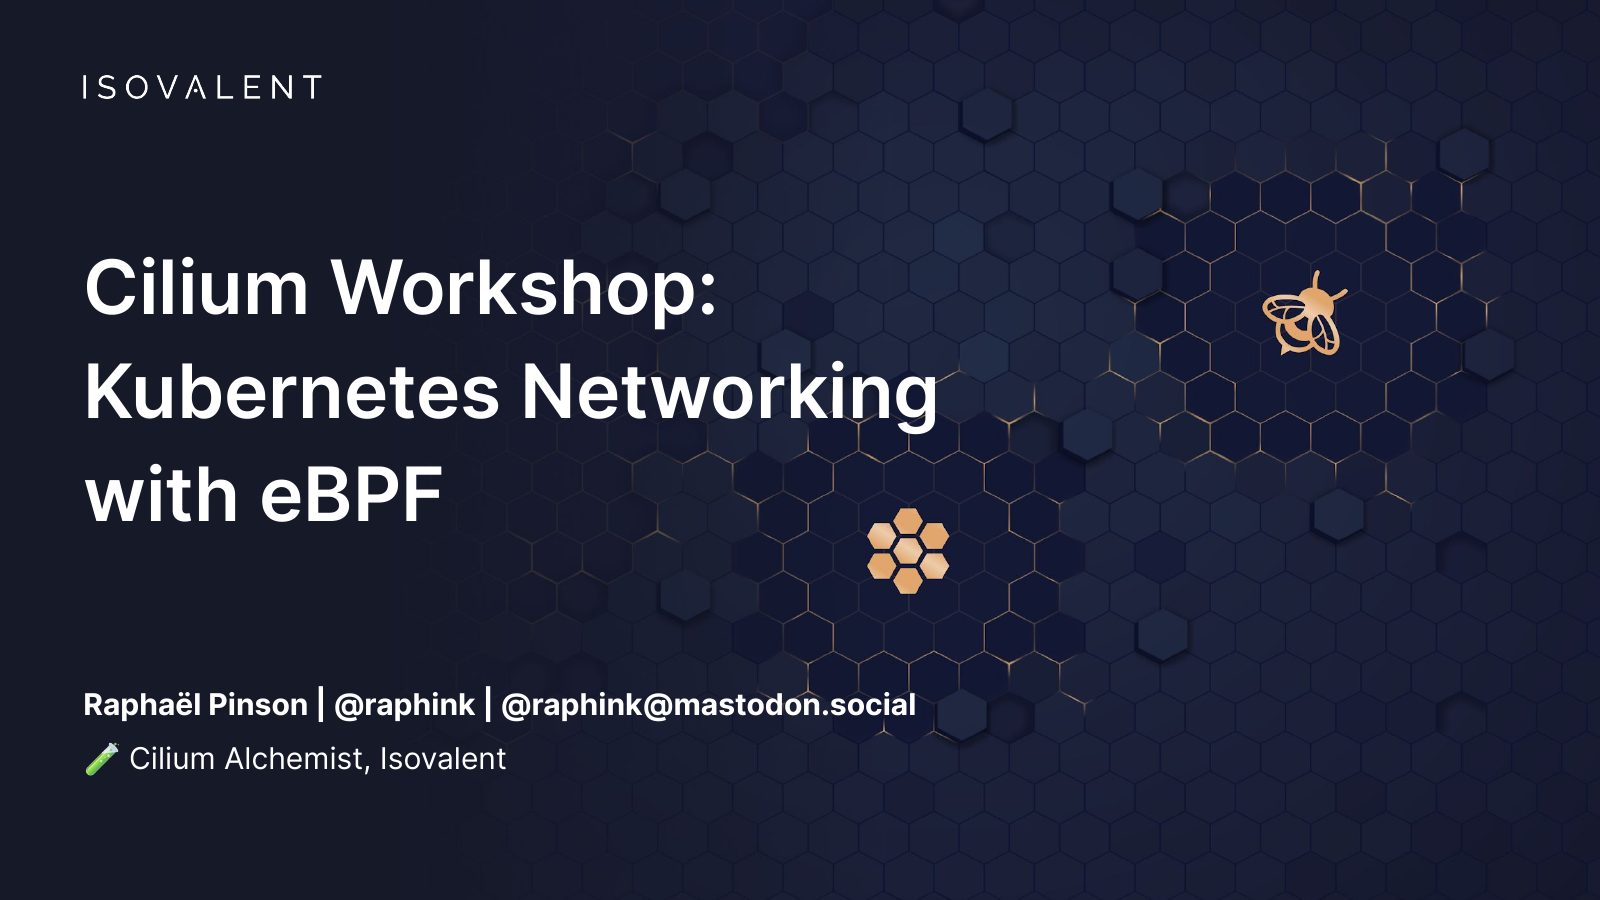 ISOVALENT
Cilium Workshop:
Kubernetes Networking
with eBPF
Raphaël Pinson | @raphink | @raphink@mastodon.social
🧪 Cilium Alchemist, Isovalent